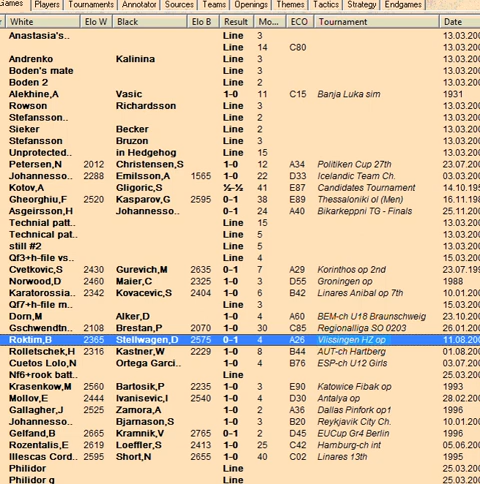 Games Players Tournaments Annotator Sources Teams Openings Themes Tactics Strategy Endgames
White Elo W Black Elo B Result Mo... ECO Tournament Date
Anastasia's.. Line 3 13.03.200
Line 14 C80 13.03.200
Andrenko Kalinina Line 3 13.03.200
Boden's mate Line 2 13.03.200
Boden 2 Line 2 13.03.200
Alekhine,A Vasic 1-0 11 C15 Banja Luka sim 1931
Rowson Richardsson Line 3 13.03.200
Stefansson.. Line 2 13.03.200
Sieker Becker Line 2 13.03.200
Stefansson Bruzon Line 3 13.03.200
Unprotected.. in Hedgehog Line 15 13.03.200
Petersen,N 2012 Christensen,S 1-0 12 A34 Politiken Cup 27th 23.07.200
Johannesso.. 2288 Emilsson,A 1565 1-0 22 D33 Icelandic Team Ch. 03.03.200
Kotov,A Gligoric,S ½-½ 41 E87 Candidates Tournament 14.10.195
Gheorghiu,F 2520 Kasparov,G 2595 0-1 38 E89 Thessaloniki ol (Men) 16.11.198
Asgeirsson,H Johannesso.. 0-1 24 A40 Bikarkeppni TG - Finals 25.11.200
Technial patt.. Line 15 13.03.200
Technical pat.. Line 5 13.03.200
still #2 Line 5 13.03.200
Qf3+h-file vs.. Line 4 15.03.200
Cvetkovic,S 2430 Gurevich,M 2635 0-1 7 A29 Korinthos op 2nd 23.07.199
Norwood,D 2460 Maier,C 2325 1-0 3 D55 Groningen op 1988
Karatorossia.. 2342 Kovacevic,S 2404 1-0 6 B42 Linares Anibal op 7th 10.01.200
Qf7+h-file m.. Line 3 15.03.200
Dorn,M Alker,D 1-0 4 A60 BEM-ch U18 Braunschweig 23.10.200
Gschwendtn.. 2108 Brestan,P 2070 1-0 30 C85 Regionalliga SO 0203 26.01.200
Roktim,B 2365 Stellwagen,D 2575 0-1 4 A26 Vlissingen HZ op 11.08.200
Rolletschek,H 2316 Kastner,W 2229 1-0 8 B44 AUT-ch Hartberg 01.08.200
Cuetos Lolo,N Ortega Garci.. 1-0 4 B76 ESP-ch U12 Girls 03.07.200
Nf6+rook batt.. Line 25.03.200
Krasenkow,M 2560 Bartosik,P 2235 1-0 3 E90 Katowice Fibak op 1993
Mollov,E 2444 Ivanisevic,I 2540 1-0 4 D30 Antalya op 28.02.200
Gallagher,J 2525 Zamora,A 1-0 2 A36 Dallas Pinfork op1 1996
Johannesso.. Bjarnason,S 1-0 3 B20 Reykjavik City Ch. 10.01.200
Gelfand,B 2665 Kramnik,V 2765 0-1 2 D45 EUCup Gr4 Berlin 1996
Rozentalis,E 2619 Loeffler,S 2413 1-0 25 C42 Hamburg-ch int 05.06.200
Illescas Cord.. 2595 Short,N 2655 1-0 40 C02 Linares 13th 1995
Philidor Line 25.03.200
Philidor g Line 25.03.200